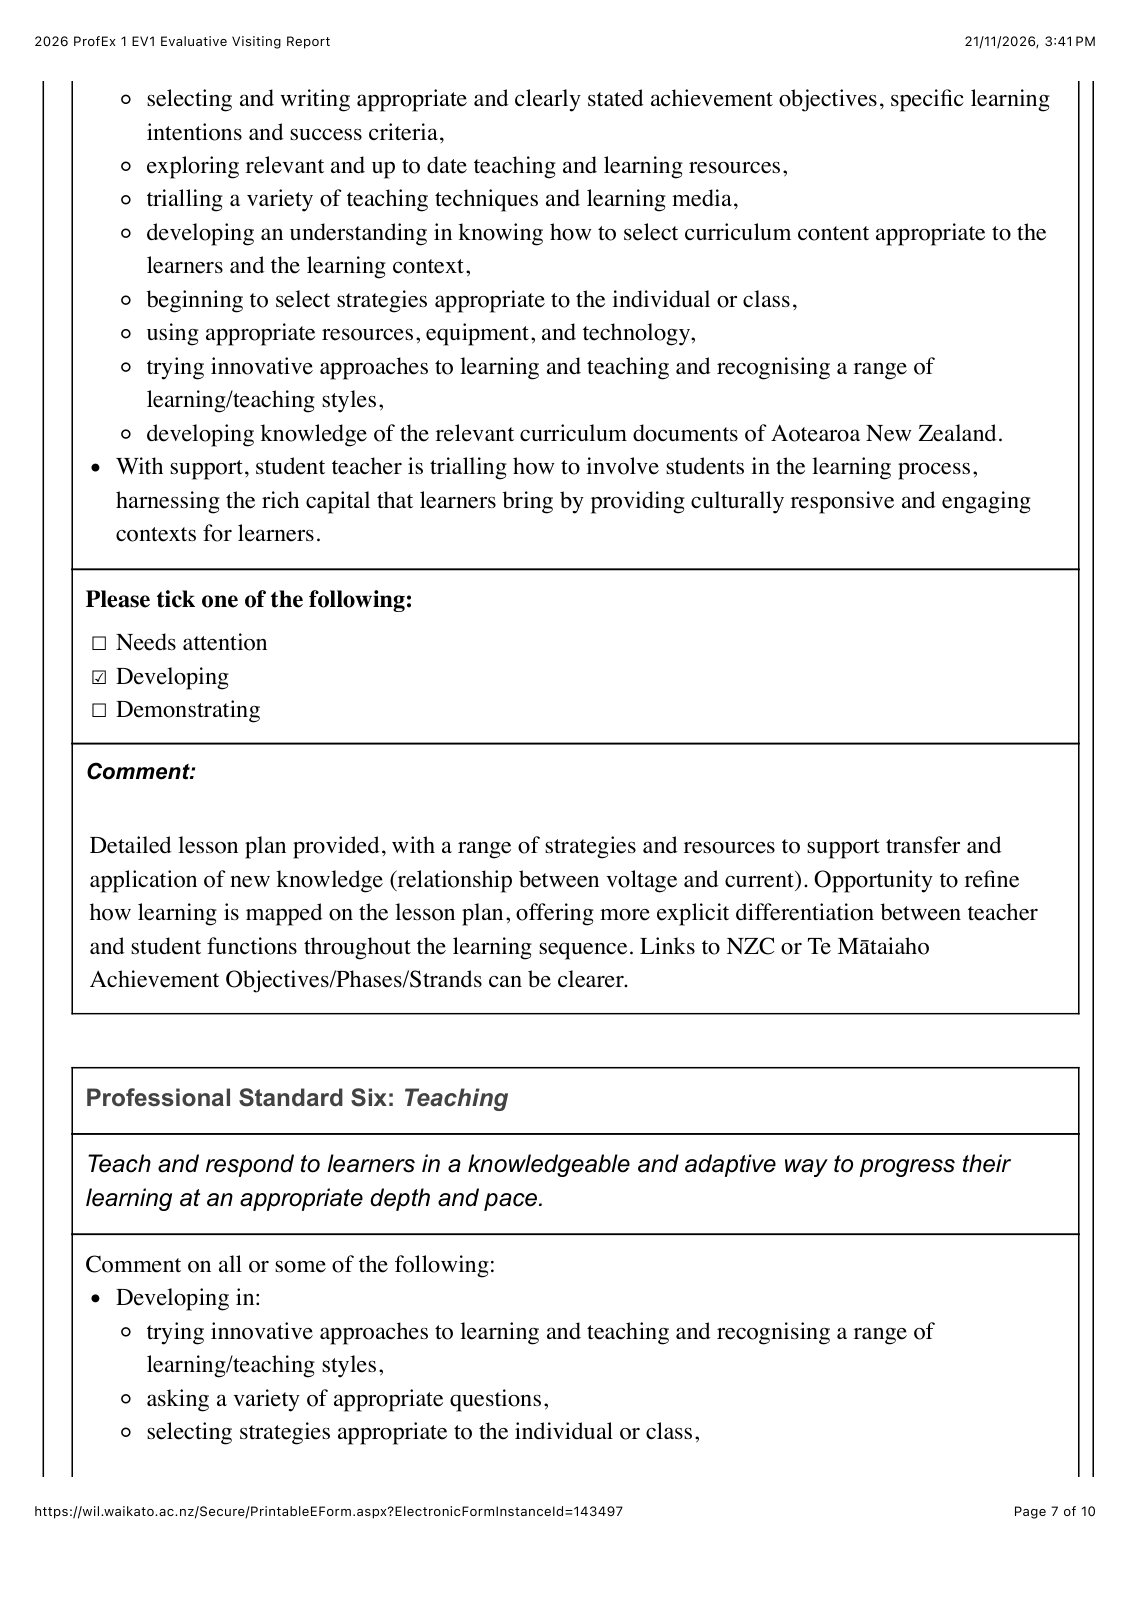 2026 ProfEx 1 EV1 Evaluative Visiting Report 21/11/2026, 3:41 PM
selecting and writing appropriate and clearly stated achievement objectives, specific learning
intentions and success criteria,
exploring relevant and up to date teaching and learning resources,
trialling a variety of teaching techniques and learning media,
developing an understanding in knowing how to select curriculum content appropriate to the
learners and the learning context,
beginning to select strategies appropriate to the individual or class,
using appropriate resources, equipment, and technology,
trying innovative approaches to learning and teaching and recognising a range of
learning/teaching styles,
developing knowledge of the relevant curriculum documents of Aotearoa New Zealand.
With support, student teacher is trialling how to involve students in the learning process,
harnessing the rich capital that learners bring by providing culturally responsive and engaging
contexts for learners.
Please tick one of the following:
☐ Needs attention
☑ Developing
☐ Demonstrating
Comment:
Detailed lesson plan provided, with a range of strategies and resources to support transfer and
application of new knowledge (relationship between voltage and current). Opportunity to refine
how learning is mapped on the lesson plan, offering more explicit differentiation between teacher
and student functions throughout the learning sequence. Links to NZC or Te Mātaiaho
Achievement Objectives/Phases/Strands can be clearer.
Professional Standard Six: Teaching
Teach and respond to learners in a knowledgeable and adaptive way to progress their
learning at an appropriate depth and pace.
Comment on all or some of the following:
Developing in:
trying innovative approaches to learning and teaching and recognising a range of
learning/teaching styles,
asking a variety of appropriate questions,
selecting strategies appropriate to the individual or class,
https://wil.waikato.ac.nz/Secure/PrintableEForm.aspx?ElectronicFormInstanceId=143497 Page 7 of 10